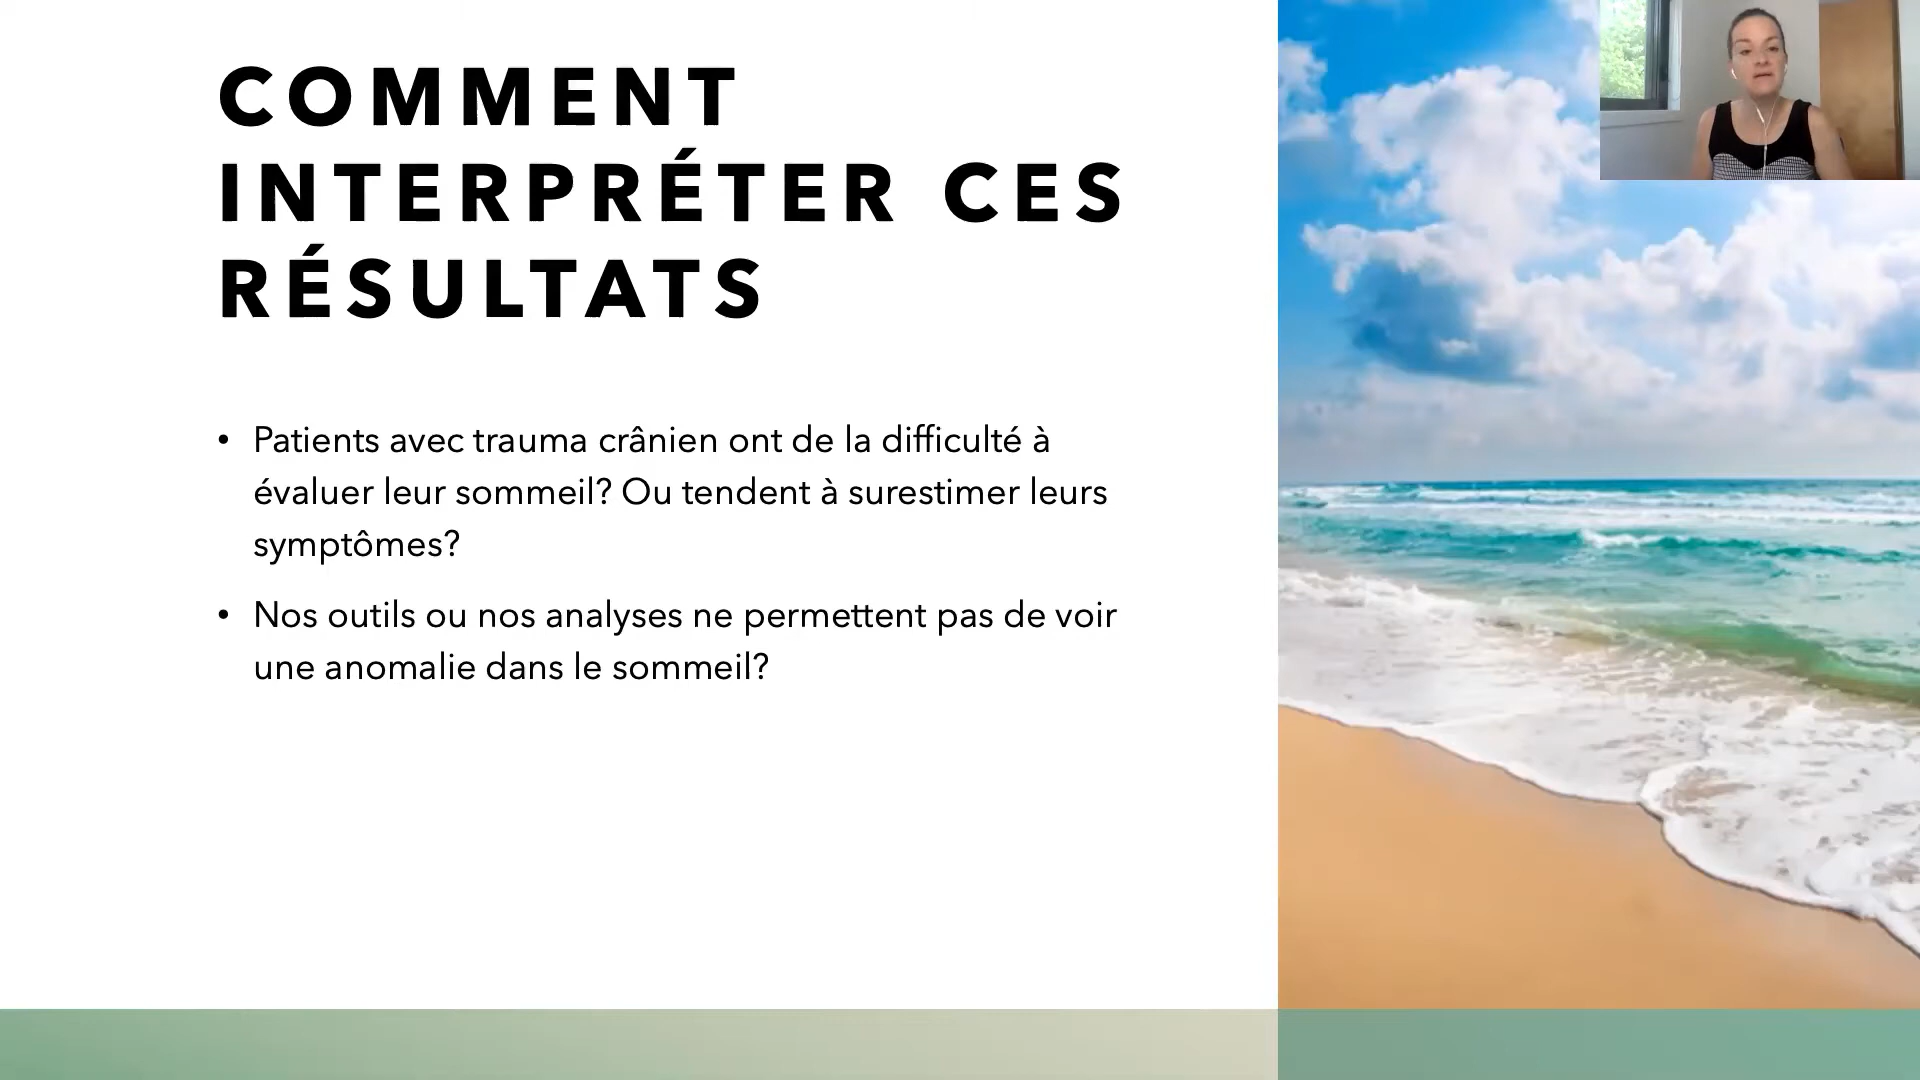 COMMENT
INTERPRÉTER CES
RÉSULTATS
• Patients avec trauma crânien ont de la difficulté à
évaluer leur sommeil? Ou tendent à surestimer leurs
symptômes?
• Nos outils ou nos analyses ne permettent pas de voir
une anomalie dans le sommeil?